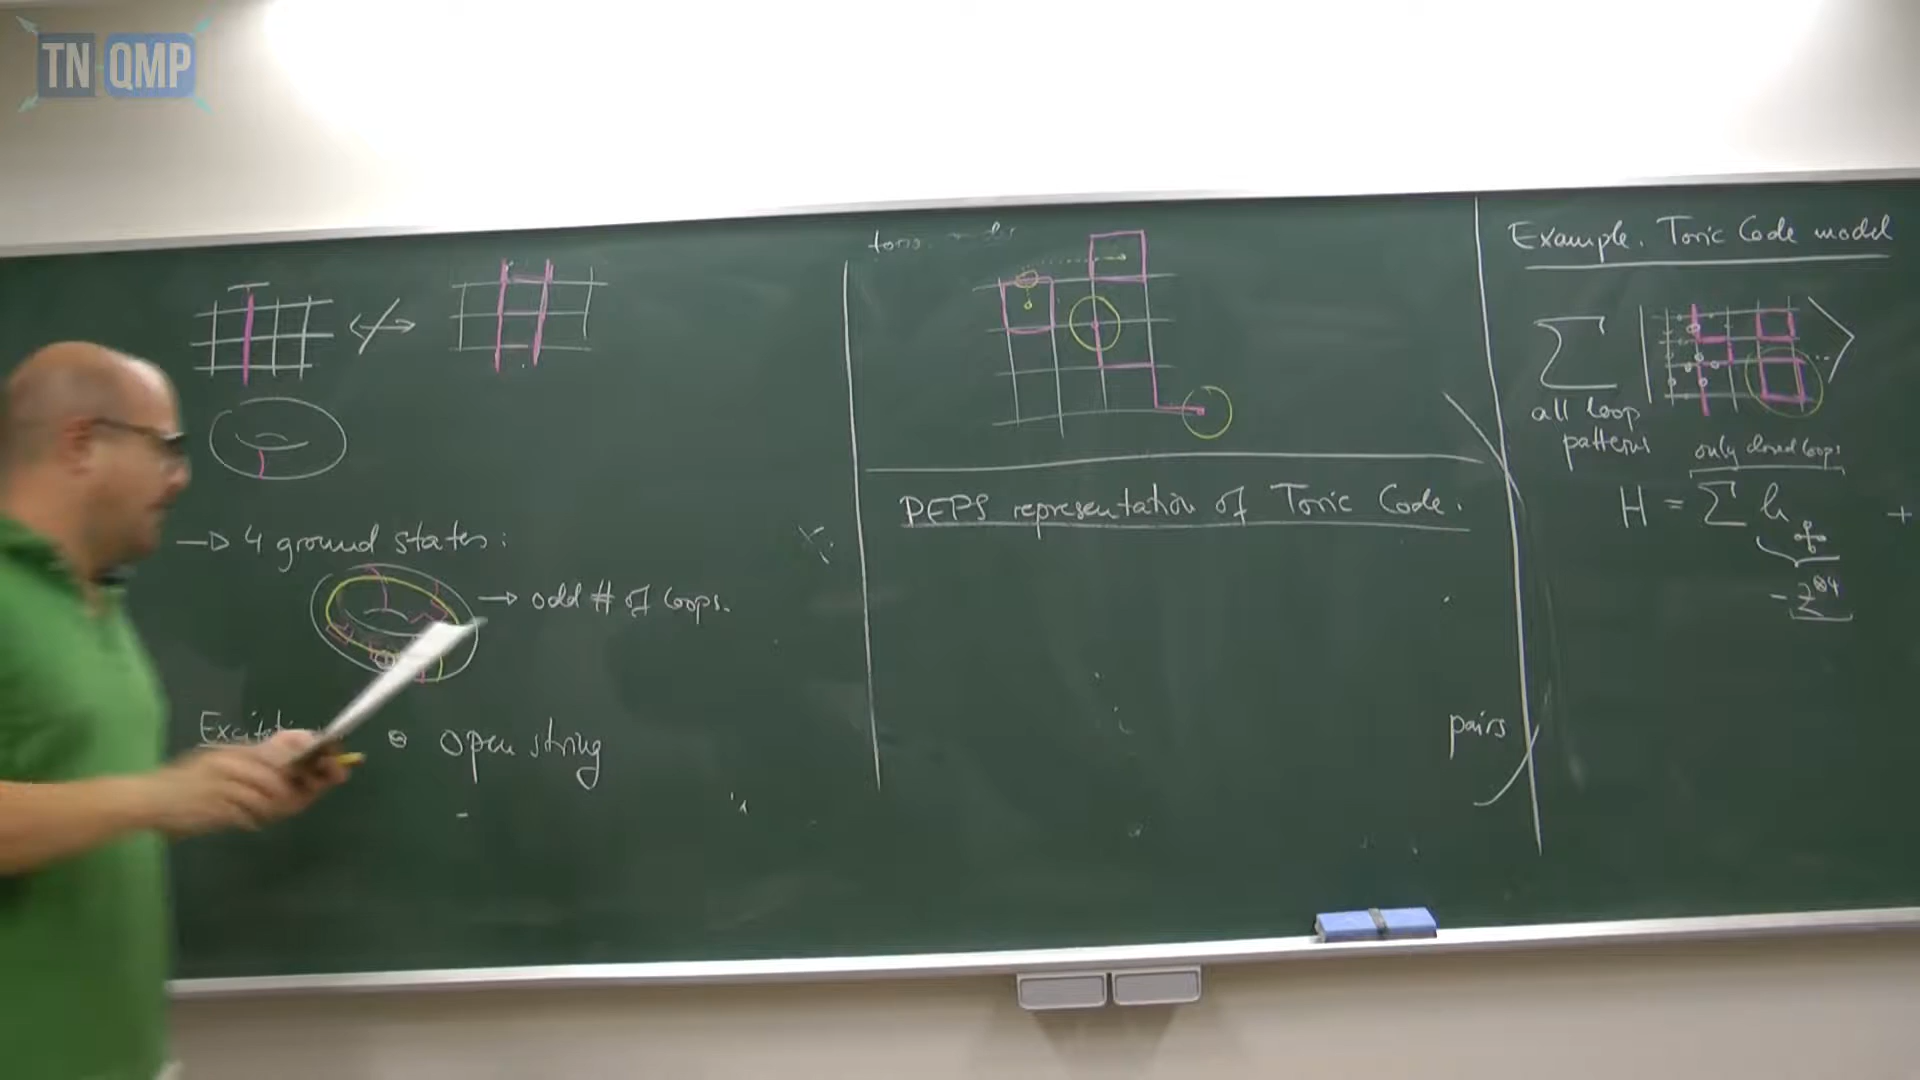 TN QMP
→ 4 ground states:
→ odd # of loops.
open string
PEPS representation of Toric Code.
pairs
Example. Toric Code model
∑
all loop
patterns
only closed loops
H = ∑ h +
- Z⊗4